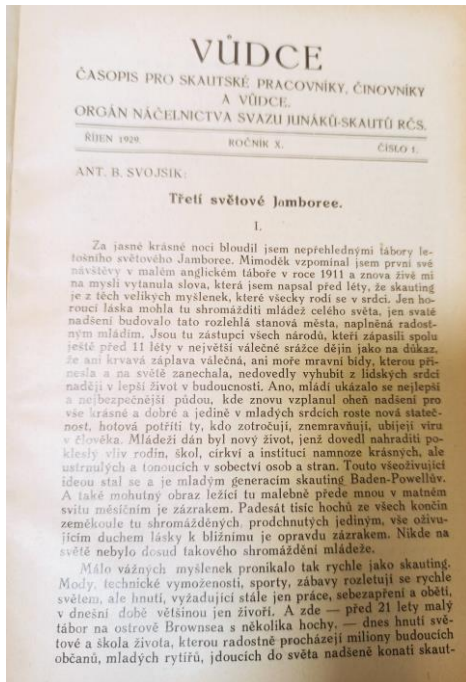 VŮDCE
ČASOPIS PRO SKAUTSKÉ PRACOVNÍKY, ČINOVNÍKY
A VŮDCE.
ORGÁN NÁČELNICTVA SVAZU JUNÁKŮ-SKAUTŮ RČS.
ŘÍJEN 1929. ROČNÍK X. ČÍSLO 1.
ANT. B. SVOJSÍK:
Třetí světové Jamboree.
I.
Za jasné krásné noci bloudil jsem nepřehlednými tábory le-
tošního světového Jamboree. Mimoděk vzpomínal jsem první své
návštěvy v malém anglickém táboře v roce 1911 a znova živě mi
na mysli vytanula slova, která jsem napsal před léty, že skauting
je z těch velikých myšlenek, které všecky rodí se v srdci. Jen ho-
roucí láska mohla tu shromážditi mládež celého světa, jen svaté
nadšení budovalo tato rozlehlá stanová města, naplněná radost-
ným mládím. Jsou tu zástupci všech národů, kteří zápasili spolu
ještě před 11 léty v největší válečné srážce dějin jako na důkaz,
že ani krvavá záplava válečná, ani moře mravní bídy, kterou při-
nesla a na světě zanechala, nedovedly vyhubit z lidských srdcí
naději v lepší život v budoucnosti. Ano, mládí ukázalo se nejlepší
a nejbezpečnější půdou, kde znovu vzplanul oheň nadšení pro
vše krásné a dobré a jedině v mladých srdcích roste nová stateč-
nost, hotová potříti ty, kdo zotročují, znemravňují, ubíjejí víru
v člověka. Mládeži dán byl nový život, jenž dovedl nahraditi po-
kleslý vliv rodin, škol, církví a institucí namnoze krásných, ale
ustrnulých a tonoucích v sobectví osob a stran. Touto všeoživující
ideou stal se a je mladým generacím skauting Baden-Powellův.
A také mohutný obraz ležící tu malebně přede mnou v matném
svitu měsíčním je zázrakem. Padesát tisíc hochů ze všech končin
zeměkoule tu shromážděných, prodchnutých jediným, vše oživu-
jícím duchem lásky k bližnímu je opravdu zázrakem. Nikde na
světě nebylo dosud takového shromáždění mládeže.
Málo vážných myšlenek pronikalo tak rychle jako skauting.
Mody, technické vymoženosti, sporty, zábavy rozletují se rychle
světem, ale hnutí, vyžadující stále jen práce, sebezapření a obětí,
v dnešní době většinou jen živoří. A zde — před 21 lety malý
tábor na ostrově Brownsea s několika hochy, — dnes hnutí svě-
tové a škola života, kterou radostně procházejí miliony budoucích
občanů, mladých rytířů, jdoucích do světa nadšeně konati skaut-